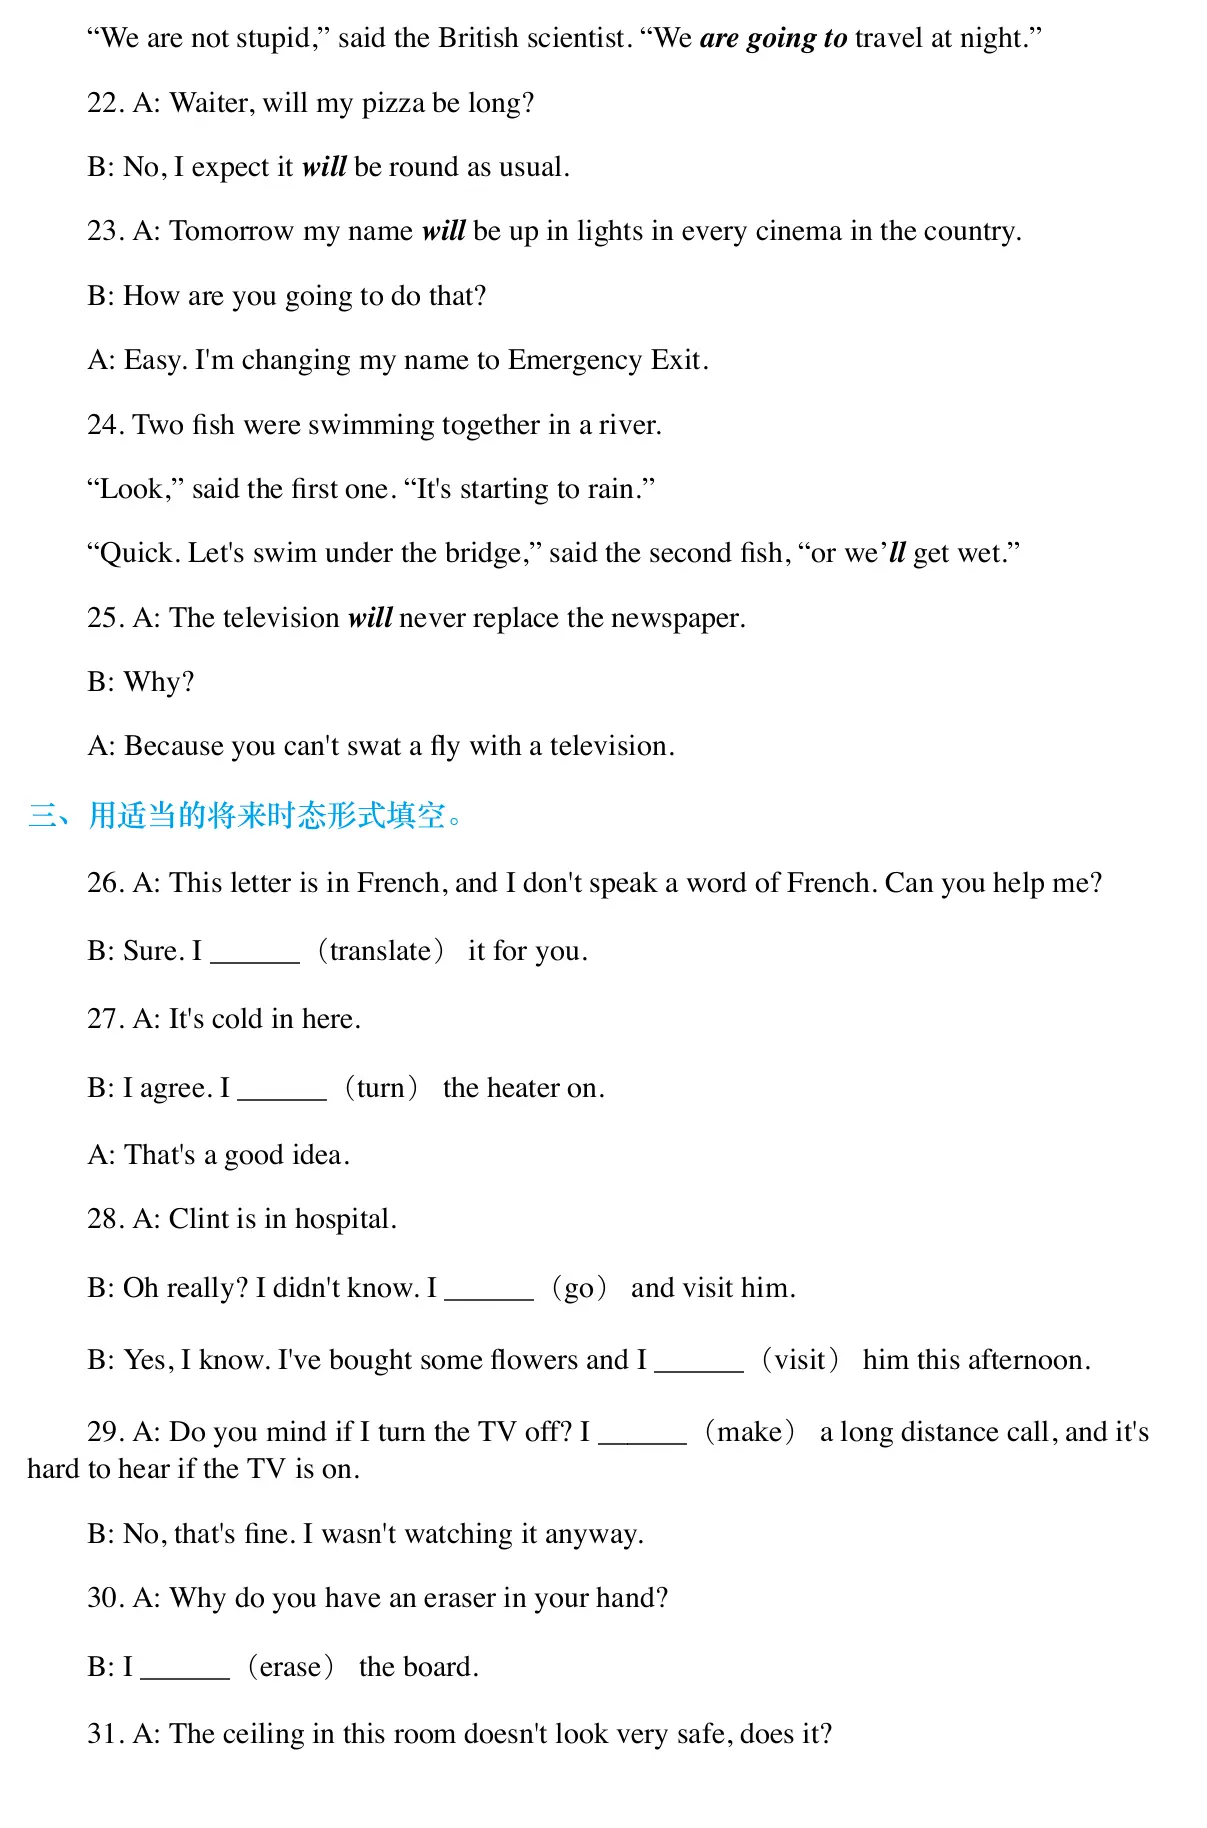 “We are not stupid,” said the British scientist. “We are going to travel at night.”
22. A: Waiter, will my pizza be long?
B: No, I expect it will be round as usual.
23. A: Tomorrow my name will be up in lights in every cinema in the country.
B: How are you going to do that?
A: Easy. I'm changing my name to Emergency Exit.
24. Two fish were swimming together in a river.
“Look,” said the first one. “It's starting to rain.”
“Quick. Let's swim under the bridge,” said the second fish, “or we’ll get wet.”
25. A: The television will never replace the newspaper.
B: Why?
A: Because you can't swat a fly with a television.
三、用适当的将来时态形式填空。
26. A: This letter is in French, and I don't speak a word of French. Can you help me?
B: Sure. I ______（translate） it for you.
27. A: It's cold in here.
B: I agree. I ______（turn） the heater on.
A: That's a good idea.
28. A: Clint is in hospital.
B: Oh really? I didn't know. I ______（go） and visit him.
B: Yes, I know. I've bought some flowers and I ______（visit） him this afternoon.
29. A: Do you mind if I turn the TV off? I ______（make） a long distance call, and it's
hard to hear if the TV is on.
B: No, that's fine. I wasn't watching it anyway.
30. A: Why do you have an eraser in your hand?
B: I ______（erase） the board.
31. A: The ceiling in this room doesn't look very safe, does it?